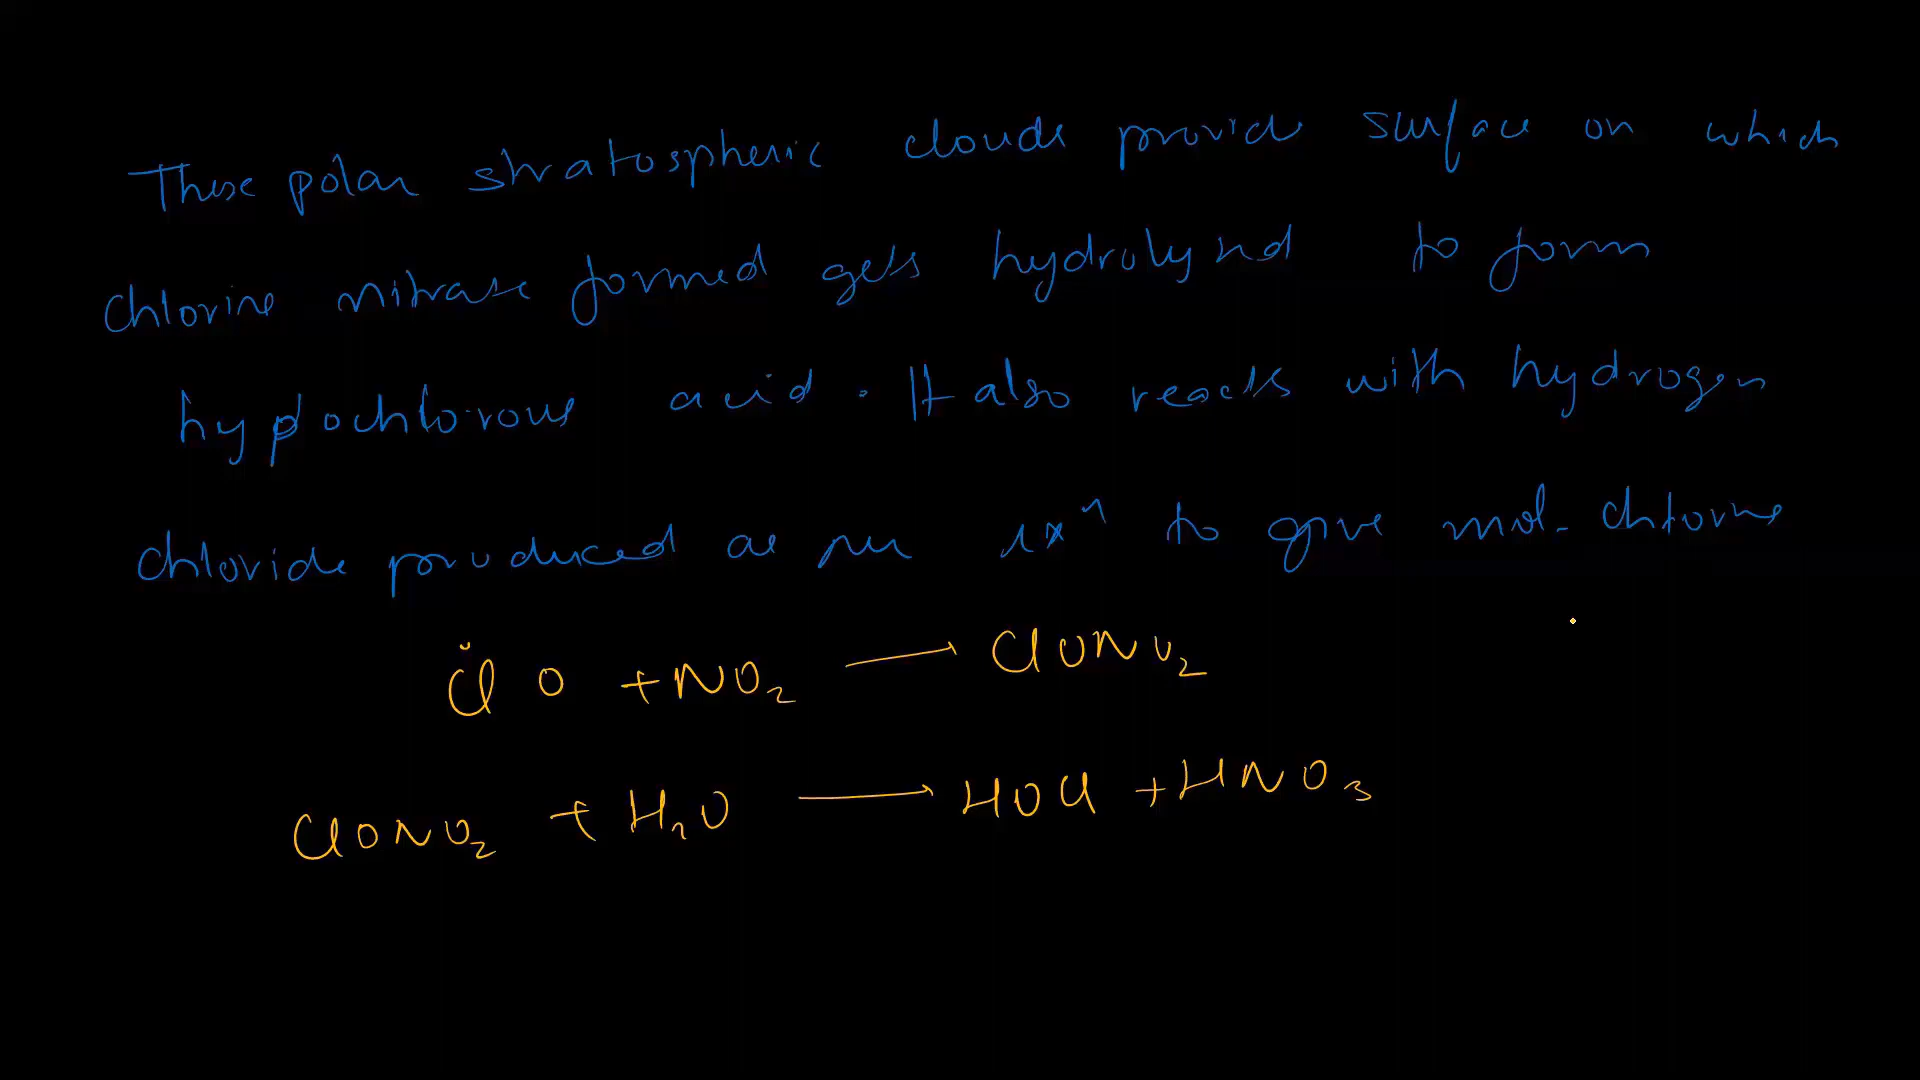 These polar stratospheric clouds provide surface on which
chlorine nitrate formed gets hydrolysed to form
hypochlorous acid. It also reacts with hydrogen
chloride produced as per rxⁿ to give mol. chlorine
ĊlO + NO₂ → ClONO₂
ClONO₂ + H₂O → HOCl + HNO₃